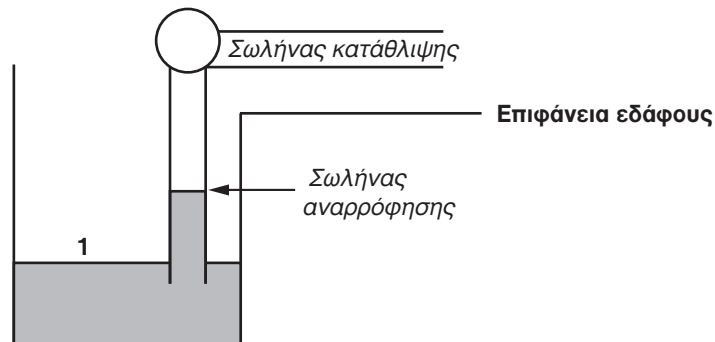 Σωλήνας κατάθλιψης
Επιφάνεια εδάφους
Σωλήνας
αναρρόφησης
1